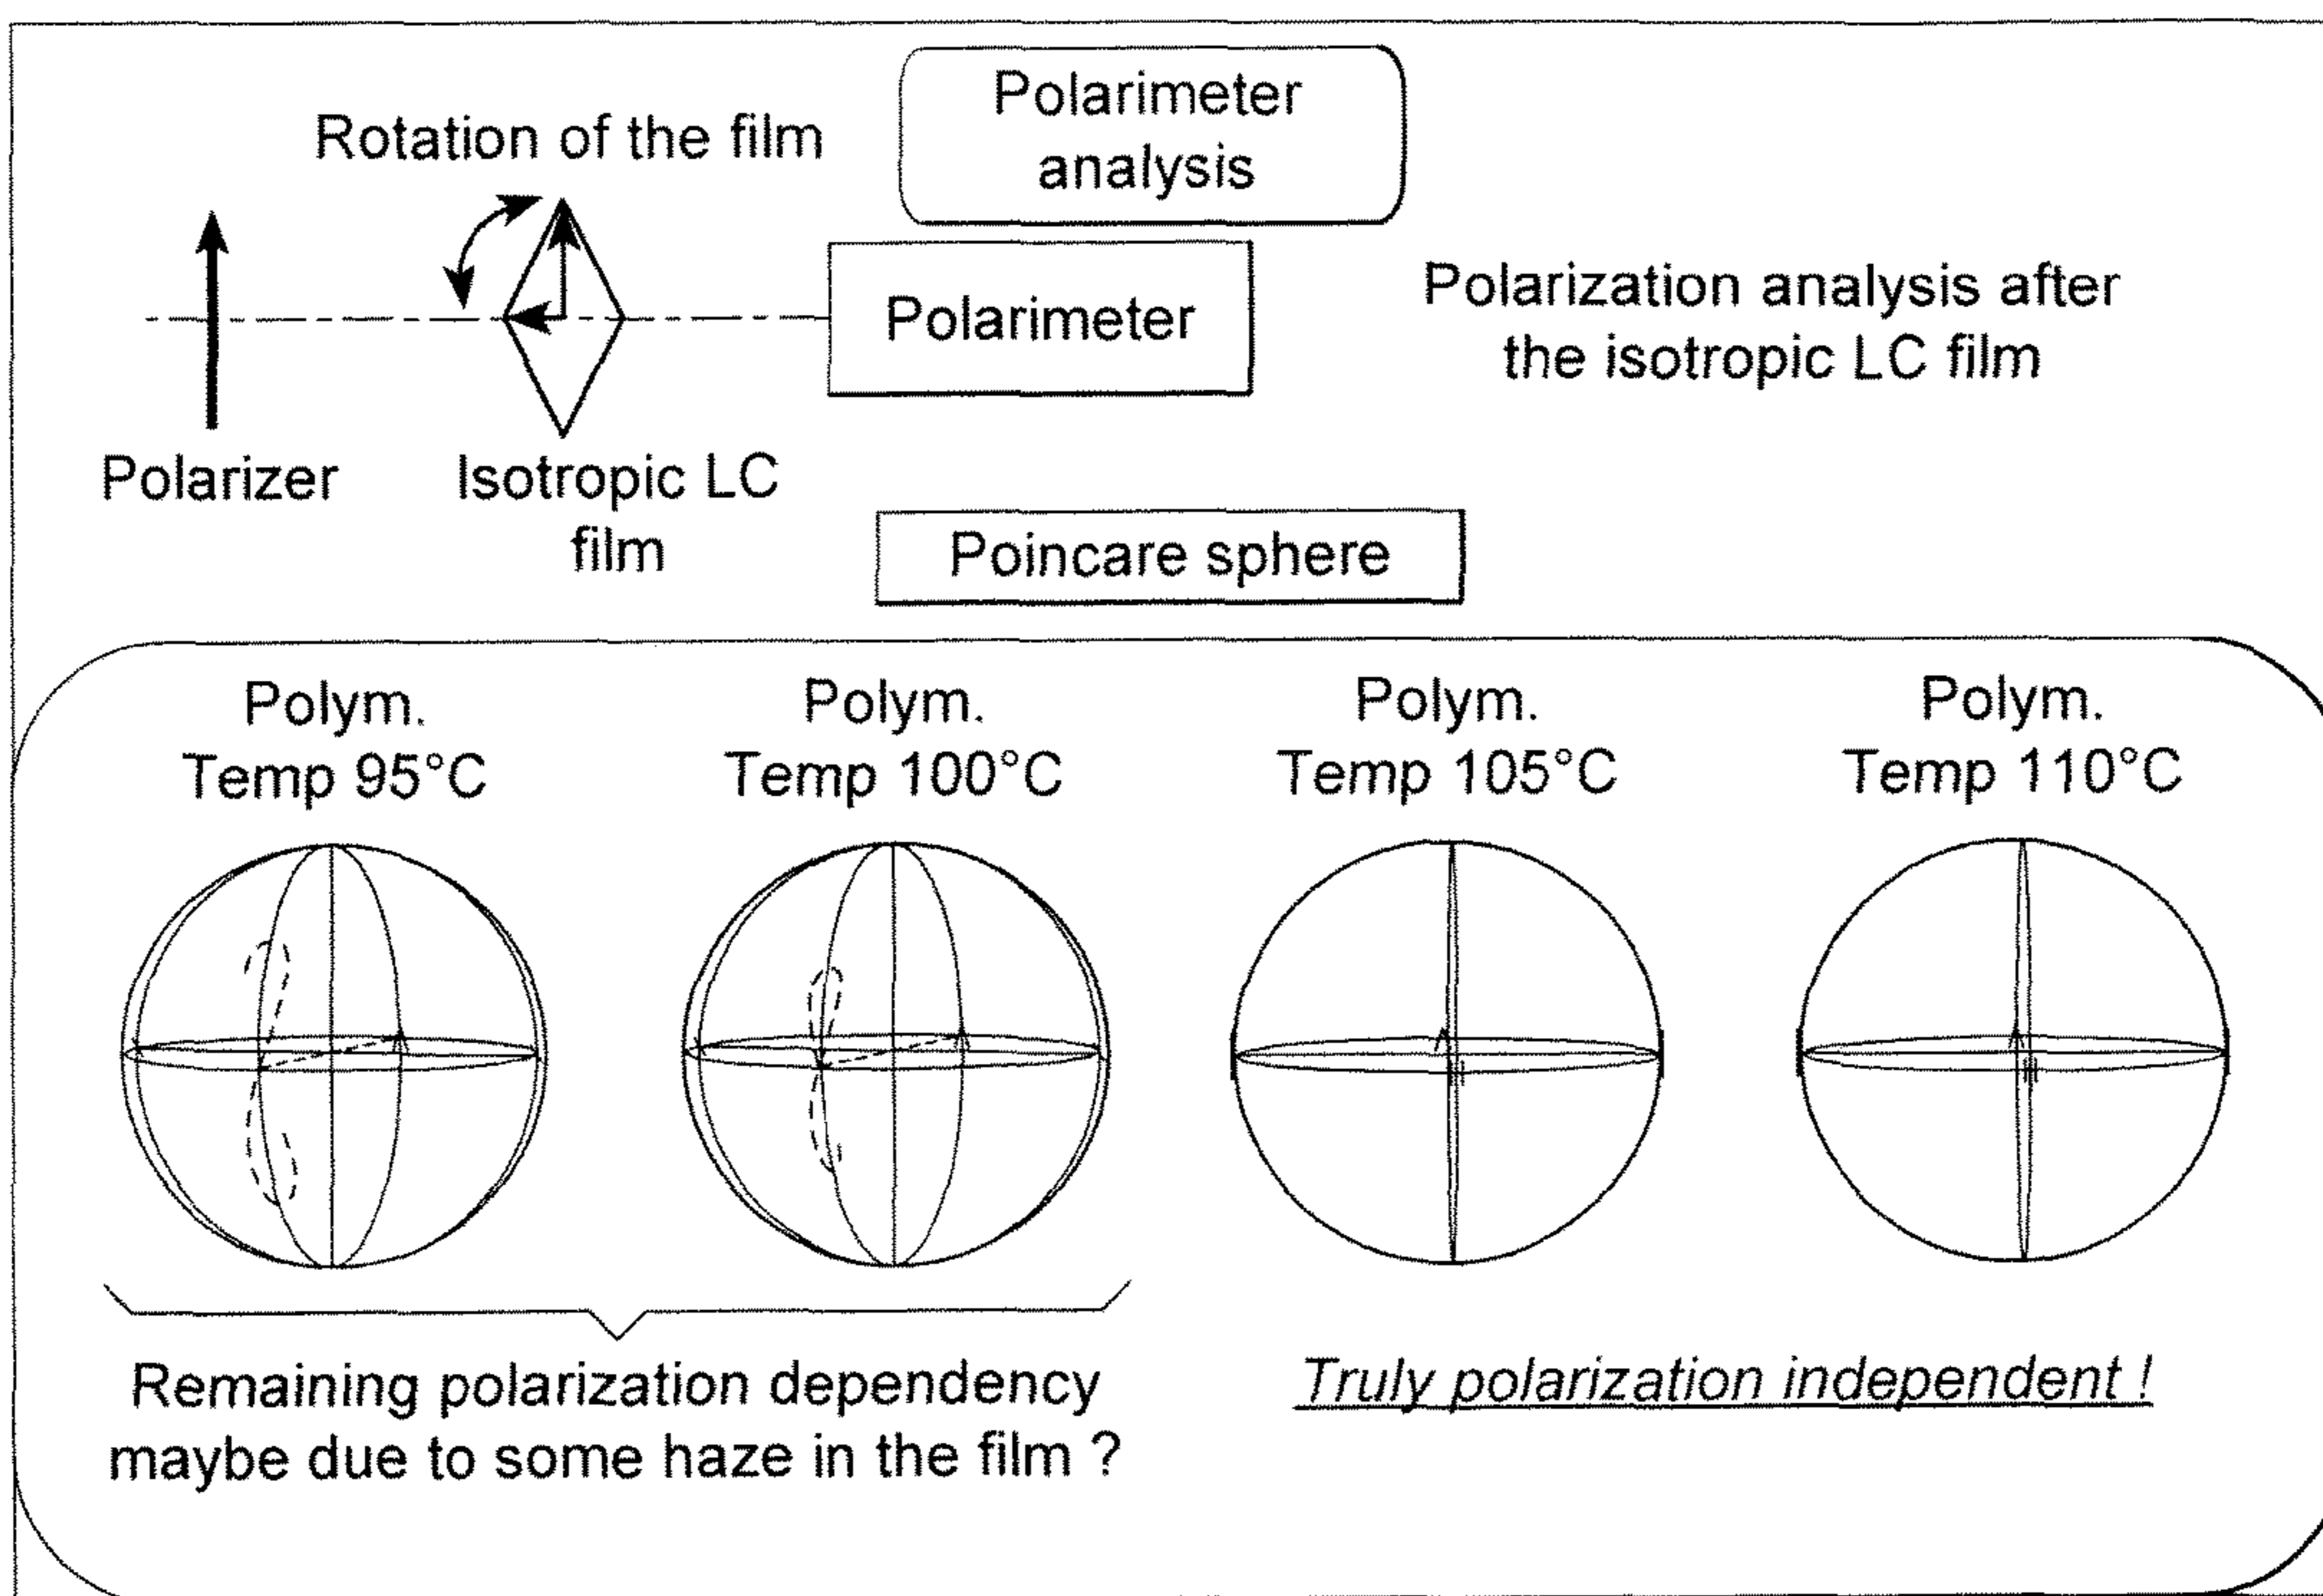 Polarimeter
analysis
Rotation of the film
Polarimeter
Polarization analysis after
the isotropic LC film
Polarizer
Isotropic LC
film
Poincare sphere
Polym.
Temp 95°C
Polym.
Temp 100°C
Polym.
Temp 105°C
Polym.
Temp 110°C
Remaining polarization dependency
maybe due to some haze in the film ?
Truly polarization independent !